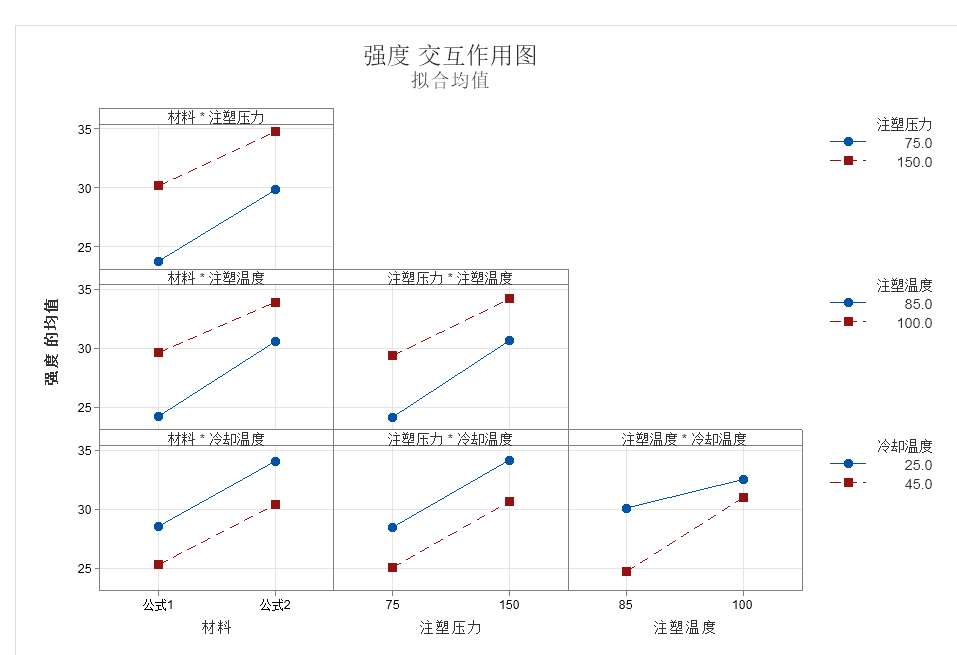 强度 交互作用图
拟合均值
材料 * 注塑压力
35
30
25
注塑压力
75.0
150.0
材料 * 注塑温度
注塑压力 * 注塑温度
35
30
25
注塑温度
85.0
100.0
强度 的均值
材料 * 冷却温度
注塑压力 * 冷却温度
注塑温度 * 冷却温度
35
30
25
冷却温度
25.0
45.0
公式1
公式2
75
150
85
100
材料
注塑压力
注塑温度